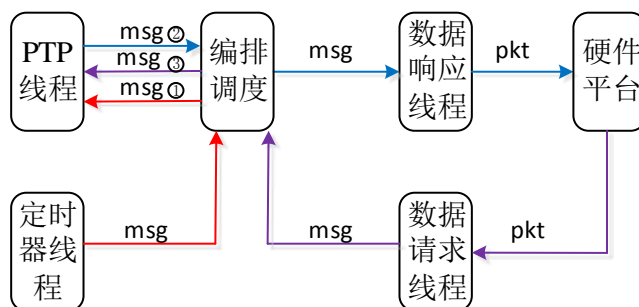 PTP
线程
msg②
msg③
msg①
编排
调度
msg
数据
响应
线程
pkt
硬件
平台
定时
器线
程
msg
msg
数据
请求
线程
pkt